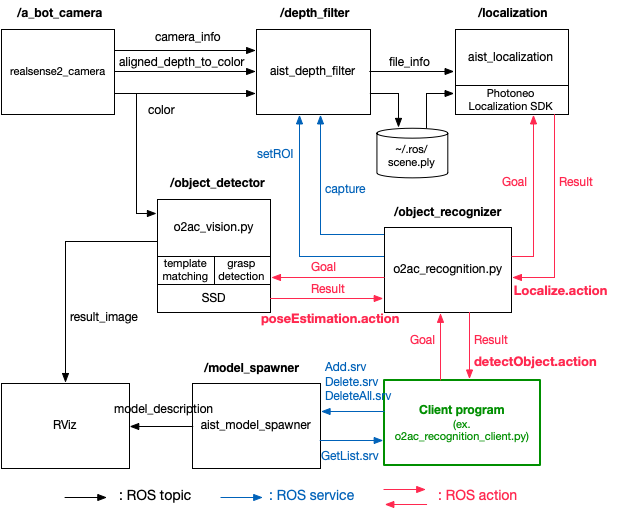 /a_bot_camera
/depth_filter
/localization
realsense2_camera
camera_info
aligned_depth_to_color
color
aist_depth_filter
file_info
aist_localization
Photoneo
Localization SDK
~/.ros/
scene.ply
setROI
capture
Goal
Result
/object_detector
o2ac_vision.py
template
matching
grasp
detection
SSD
/object_recognizer
o2ac_recognition.py
Goal
Result
poseEstimation.action
Localize.action
result_image
Goal
Result
detectObject.action
/model_spawner
Add.srv
Delete.srv
DeleteAll.srv
RViz
model_description
aist_model_spawner
GetList.srv
Client program
(ex.
o2ac_recognition_client.py)
: ROS topic
: ROS service
: ROS action